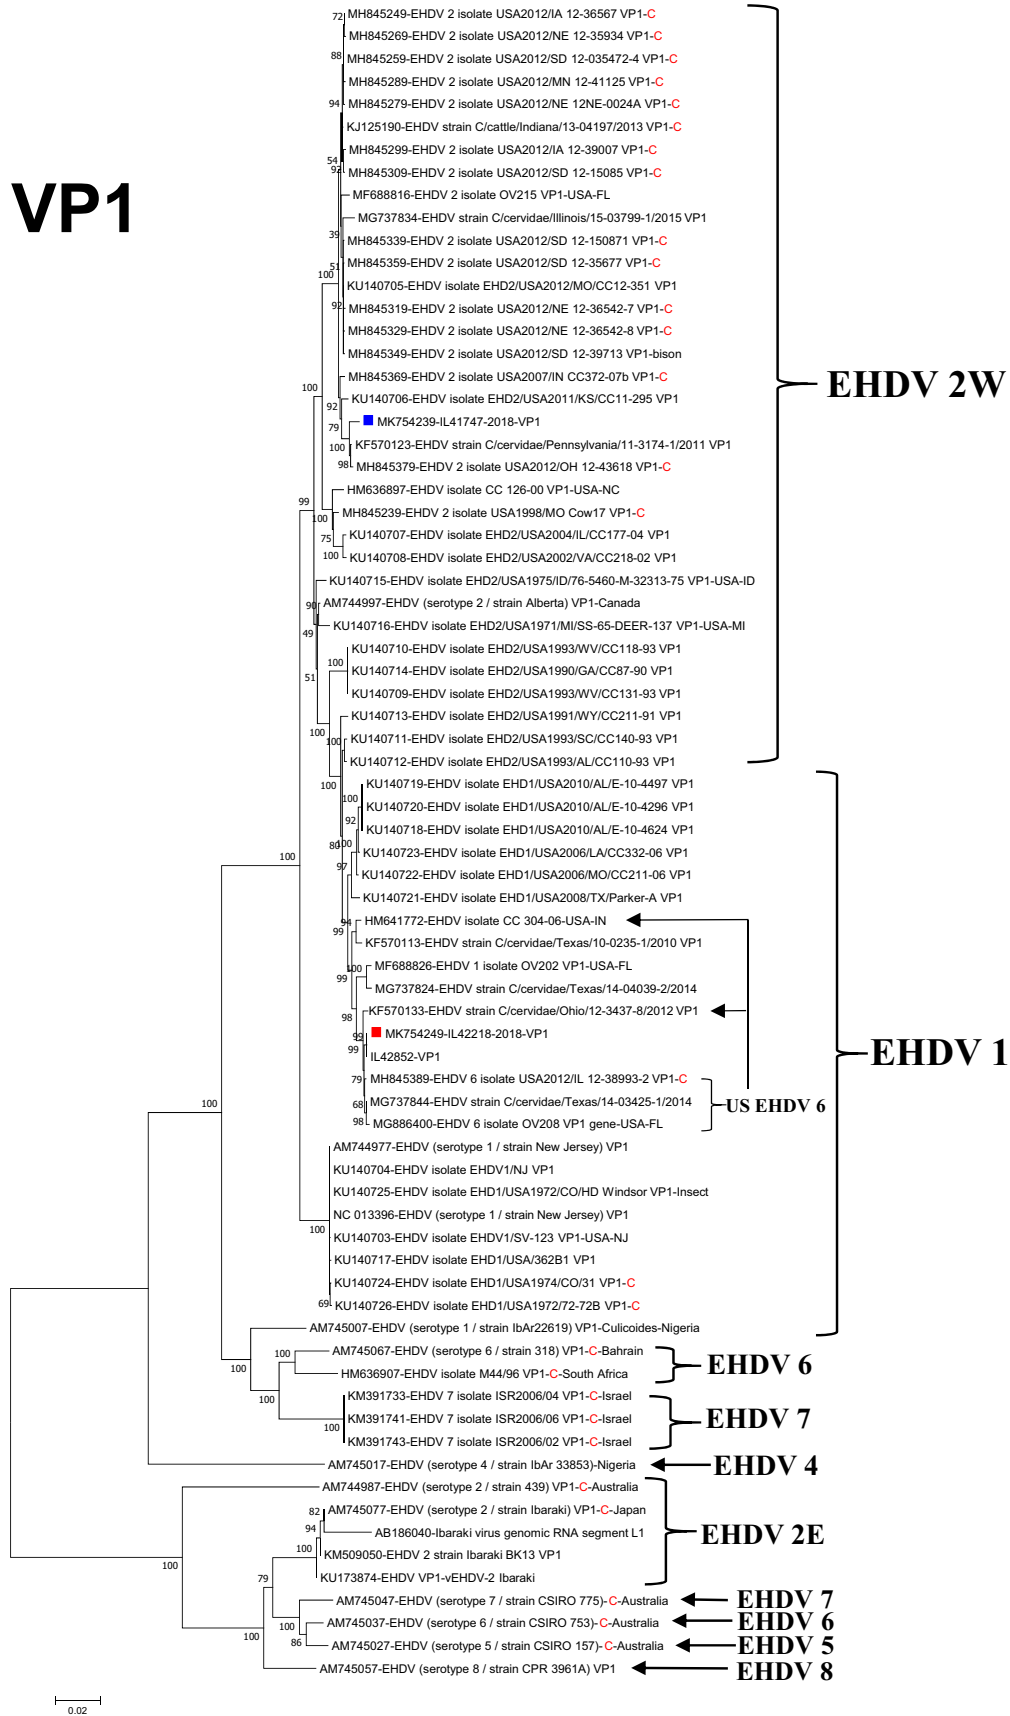 VP1
MH845249-EHDV 2 isolate USA2012/IA 12-36567 VP1-C
MH845269-EHDV 2 isolate USA2012/NE 12-35934 VP1-C
MH845259-EHDV 2 isolate USA2012/SD 12-035472-4 VP1-C
MH845289-EHDV 2 isolate USA2012/MN 12-41125 VP1-C
MH845279-EHDV 2 isolate USA2012/NE 12NE-0024A VP1-C
KJ125190-EHDV strain C/cattle/Indiana/13-04197/2013 VP1-C
MH845299-EHDV 2 isolate USA2012/IA 12-39007 VP1-C
MH845309-EHDV 2 isolate USA2012/SD 12-15085 VP1-C
MF688816-EHDV 2 isolate OV215 VP1-USA-FL
MG737834-EHDV strain C/cervidae/Illinois/15-03799-1/2015 VP1
MH845339-EHDV 2 isolate USA2012/SD 12-150871 VP1-C
MH845359-EHDV 2 isolate USA2012/SD 12-35677 VP1-C
KU140705-EHDV isolate EHD2/USA2012/MO/CC12-351 VP1
MH845319-EHDV 2 isolate USA2012/NE 12-36542-7 VP1-C
MH845329-EHDV 2 isolate USA2012/NE 12-36542-8 VP1-C
MH845349-EHDV 2 isolate USA2012/SD 12-39713 VP1-bison
MH845369-EHDV 2 isolate USA2007/IN CC372-07b VP1-C
KU140706-EHDV isolate EHD2/USA2011/KS/CC11-295 VP1
MK754239-IL41747-2018-VP1
KF570123-EHDV strain C/cervidae/Pennsylvania/11-3174-1/2011 VP1
MH845379-EHDV 2 isolate USA2012/OH 12-43618 VP1-C
HM636897-EHDV isolate CC 126-00 VP1-USA-NC
MH845239-EHDV 2 isolate USA1998/MO Cow17 VP1-C
KU140707-EHDV isolate EHD2/USA2004/IL/CC177-04 VP1
KU140708-EHDV isolate EHD2/USA2002/VA/CC218-02 VP1
KU140715-EHDV isolate EHD2/USA1975/ID/76-5460-M-32313-75 VP1-USA-ID
AM744997-EHDV (serotype 2 / strain Alberta) VP1-Canada
KU140716-EHDV isolate EHD2/USA1971/MI/SS-65-DEER-137 VP1-USA-MI
KU140710-EHDV isolate EHD2/USA1993/WV/CC118-93 VP1
KU140714-EHDV isolate EHD2/USA1990/GA/CC87-90 VP1
KU140709-EHDV isolate EHD2/USA1993/WV/CC131-93 VP1
KU140713-EHDV isolate EHD2/USA1991/WY/CC211-91 VP1
KU140711-EHDV isolate EHD2/USA1993/SC/CC140-93 VP1
KU140712-EHDV isolate EHD2/USA1993/AL/CC110-93 VP1
EHDV 2W
KU140719-EHDV isolate EHD1/USA2010/AL/E-10-4497 VP1
KU140720-EHDV isolate EHD1/USA2010/AL/E-10-4296 VP1
KU140718-EHDV isolate EHD1/USA2010/AL/E-10-4624 VP1
KU140723-EHDV isolate EHD1/USA2006/LA/CC332-06 VP1
KU140722-EHDV isolate EHD1/USA2006/MO/CC211-06 VP1
KU140721-EHDV isolate EHD1/USA2008/TX/Parker-A VP1
HM641772-EHDV isolate CC 304-06-USA-IN
KF570113-EHDV strain C/cervidae/Texas/10-0235-1/2010 VP1
MF688826-EHDV 1 isolate OV202 VP1-USA-FL
MG737824-EHDV strain C/cervidae/Texas/14-04039-2/2014
KF570133-EHDV strain C/cervidae/Ohio/12-3437-8/2012 VP1
MK754249-IL42218-2018-VP1
IL42852-VP1
MH845389-EHDV 6 isolate USA2012/IL 12-38993-2 VP1-C
MG737844-EHDV strain C/cervidae/Texas/14-03425-1/2014
MG886400-EHDV 6 isolate OV208 VP1 gene-USA-FL
US EHDV 6
AM744977-EHDV (serotype 1 / strain New Jersey) VP1
KU140704-EHDV isolate EHDV1/NJ VP1
KU140725-EHDV isolate EHD1/USA1972/CO/HD Windsor VP1-Insect
NC 013396-EHDV (serotype 1 / strain New Jersey) VP1
KU140703-EHDV isolate EHDV1/SV-123 VP1-USA-NJ
KU140717-EHDV isolate EHD1/USA/362B1 VP1
KU140724-EHDV isolate EHD1/USA1974/CO/31 VP1-C
KU140726-EHDV isolate EHD1/USA1972/72-72B VP1-C
AM745007-EHDV (serotype 1 / strain IbAr22619) VP1-Culicoides-Nigeria
EHDV 1
AM745067-EHDV (serotype 6 / strain 318) VP1-C-Bahrain
HM636907-EHDV isolate M44/96 VP1-C-South Africa
EHDV 6
KM391733-EHDV 7 isolate ISR2006/04 VP1-C-Israel
KM391741-EHDV 7 isolate ISR2006/06 VP1-C-Israel
KM391743-EHDV 7 isolate ISR2006/02 VP1-C-Israel
EHDV 7
AM745017-EHDV (serotype 4 / strain IbAr 33853)-Nigeria
EHDV 4
AM744987-EHDV (serotype 2 / strain 439) VP1-C-Australia
AM745077-EHDV (serotype 2 / strain Ibaraki) VP1-C-Japan
AB186040-Ibaraki virus genomic RNA segment L1
KM509050-EHDV 2 strain Ibaraki BK13 VP1
KU173874-EHDV VP1-vEHDV-2 Ibaraki
EHDV 2E
AM745047-EHDV (serotype 7 / strain CSIRO 775)-C-Australia
EHDV 7
AM745037-EHDV (serotype 6 / strain CSIRO 753)-C-Australia
EHDV 6
AM745027-EHDV (serotype 5 / strain CSIRO 157)-C-Australia
EHDV 5
AM745057-EHDV (serotype 8 / strain CPR 3961A) VP1
EHDV 8
72
88
94
54
92
39
51
100
92
100
92
79
100
98
99
100
75
100
90
49
51
100
100
100
100
100
92
100
80
97
100
94
99
100
99
98
99
99
79
68
98
100
100
69
100
100
100
100
82
94
100
79
100
100
86
0.02